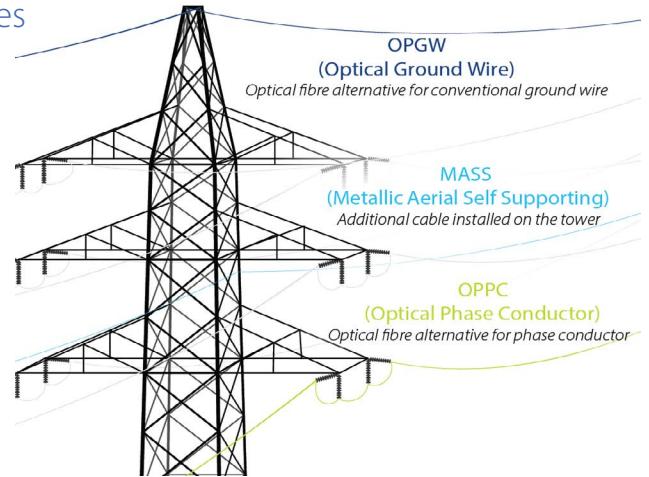 es
OPGW
(Optical Ground Wire)
Optical fibre alternative for conventional ground wire
MASS
(Metallic Aerial Self Supporting)
Additional cable installed on the tower
OPPC
(Optical Phase Conductor)
Optical fibre alternative for phase conductor